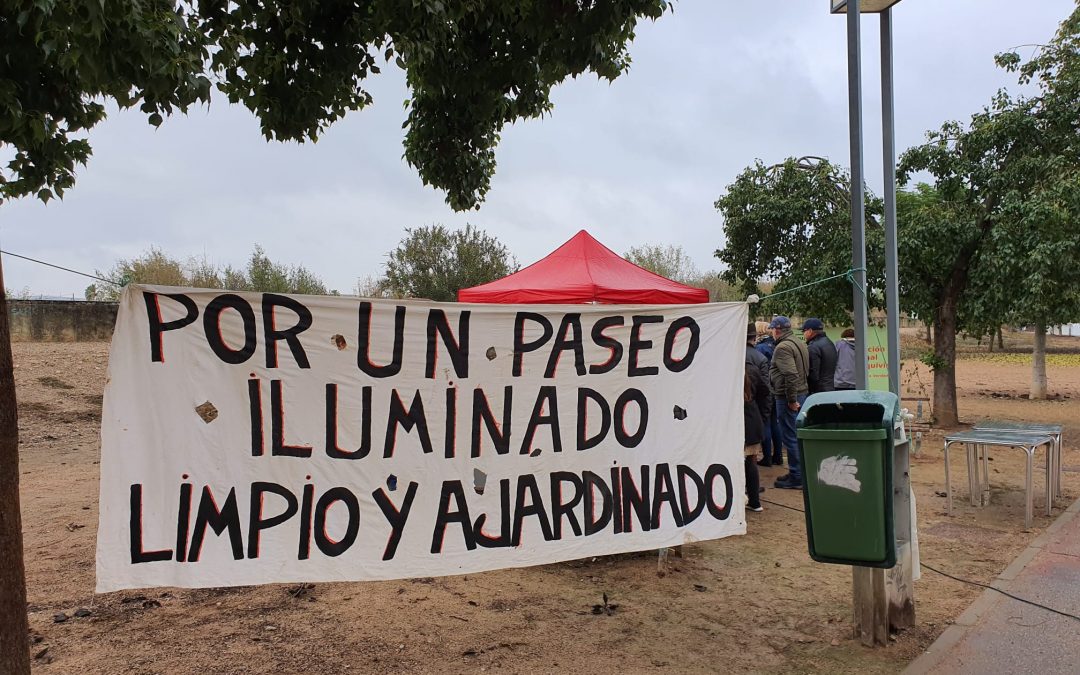 POR UN PASEO
ILUMINADO
LIMPIO Y AJARDINADO